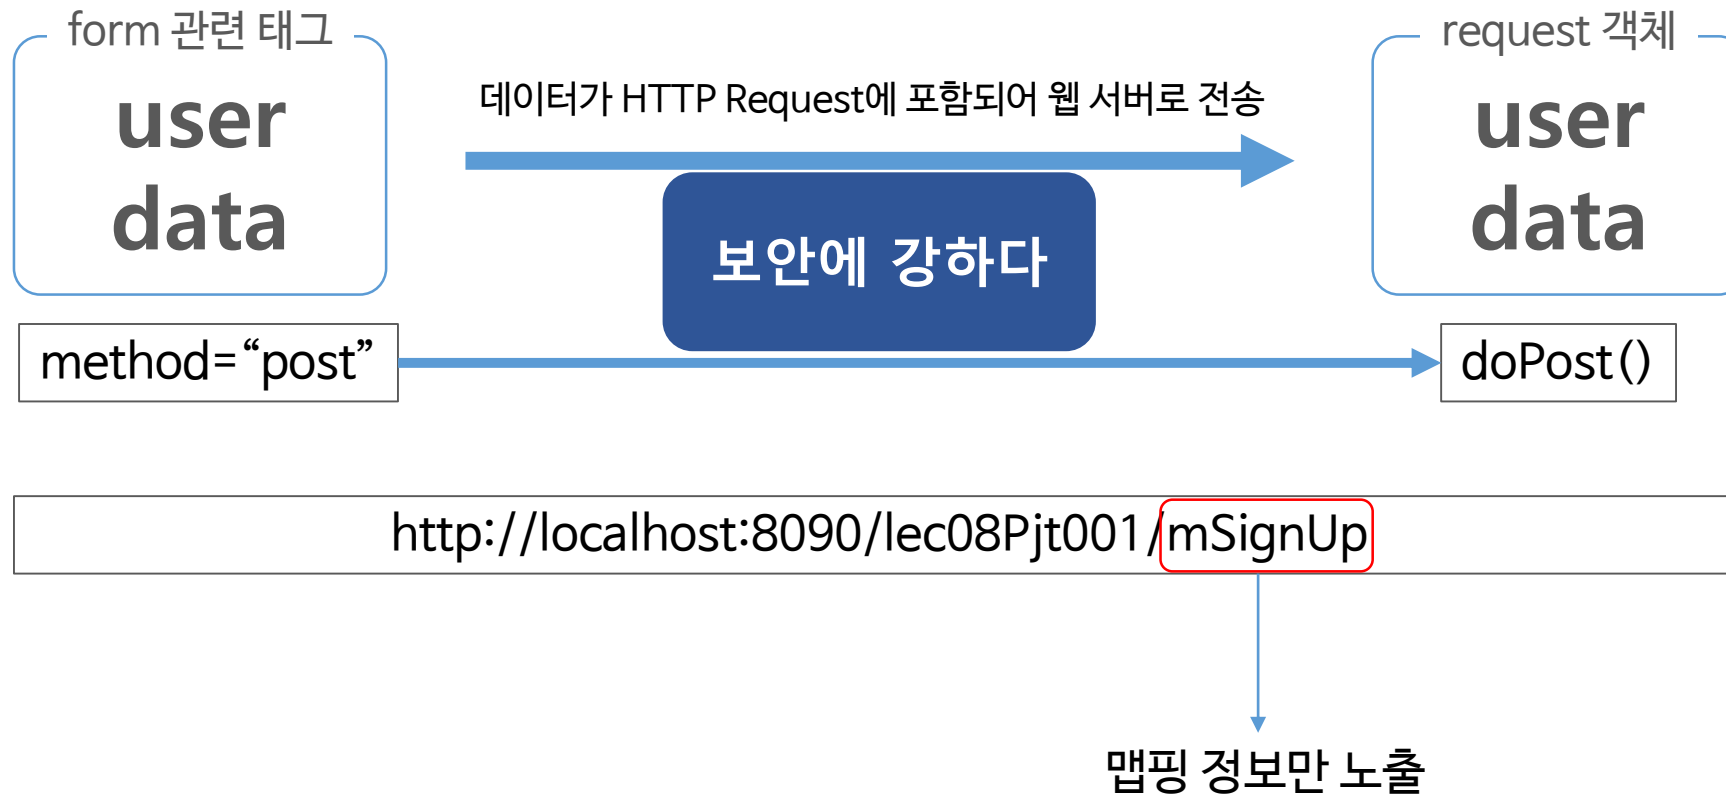 form 관련 태그
request 객체
user
data
데이터가 HTTP Request에 포함되어 웹 서버로 전송
user
data
보안에 강하다
method=“post”
doPost()
http://localhost:8090/lec08Pjt001/mSignUp
맵핑 정보만 노출